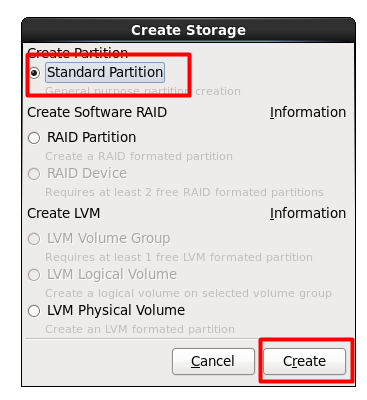 Create Storage
Create Partition
Standard Partition
General purpose partition creation
Create Software RAID Information
RAID Partition
Create a RAID formated partition
RAID Device
Requires at least 2 free RAID formated partitions
Create LVM Information
LVM Volume Group
Requires at least 1 free LVM formated partition
LVM Logical Volume
Create a logical volume on selected volume group
LVM Physical Volume
Create an LVM formated partition
Cancel Create